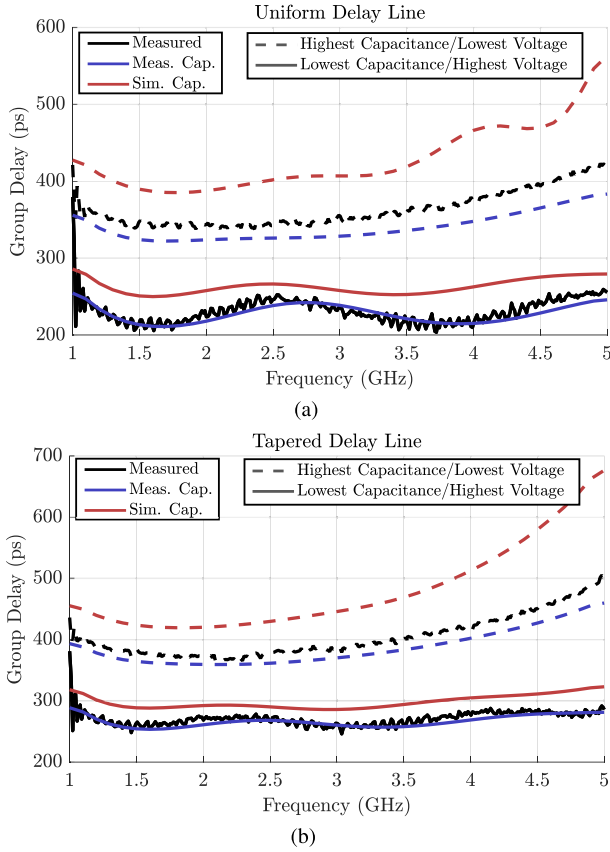 Uniform Delay Line
600
500
400
300
200
Group Delay (ps)
Measured
Meas. Cap.
Sim. Cap.
Highest Capacitance/Lowest Voltage
Lowest Capacitance/Highest Voltage
1 1.5 2 2.5 3 3.5 4 4.5 5
Frequency (GHz)
(a)
Tapered Delay Line
700
600
500
400
300
200
Group Delay (ps)
Measured
Meas. Cap.
Sim. Cap.
Highest Capacitance/Lowest Voltage
Lowest Capacitance/Highest Voltage
1 1.5 2 2.5 3 3.5 4 4.5 5
Frequency (GHz)
(b)